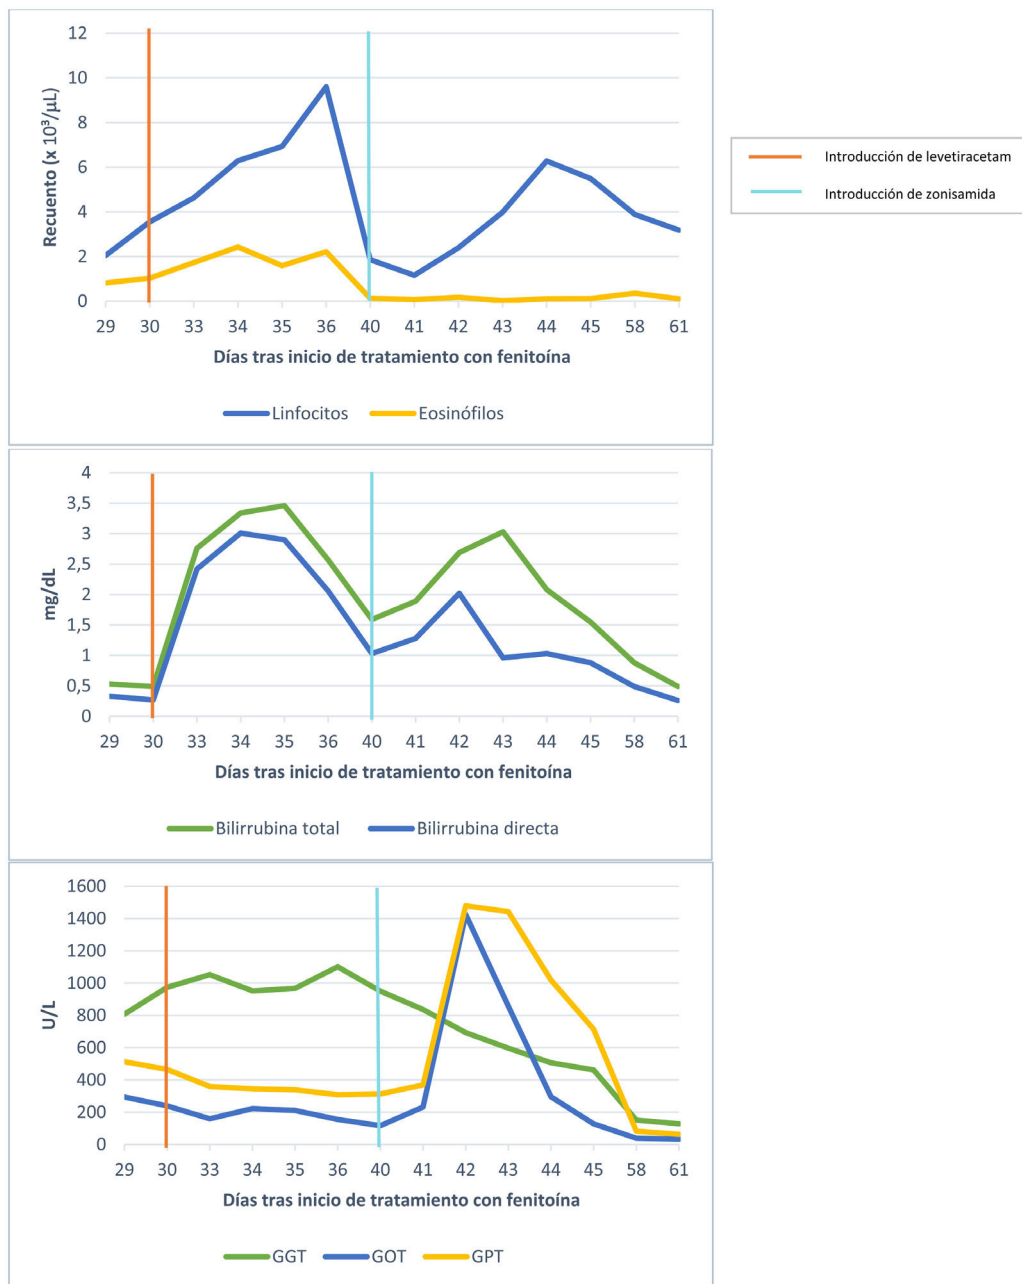 12
10
8
6
4
2
0
Recuento (x 10³/µL)
29 30 33 34 35 36 40 41 42 43 44 45 58 61
Días tras inicio de tratamiento con fenitoína
Linfocitos Eosinófilos
Introducción de levetiracetam
Introducción de zonisamida
4
3,5
3
2,5
2
1,5
1
0,5
0
mg/dL
29 30 33 34 35 36 40 41 42 43 44 45 58 61
Días tras inicio de tratamiento con fenitoína
Bilirrubina total Bilirrubina directa
1600
1400
1200
1000
800
600
400
200
0
U/L
29 30 33 34 35 36 40 41 42 43 44 45 58 61
Días tras inicio de tratamiento con fenitoína
GGT GOT GPT